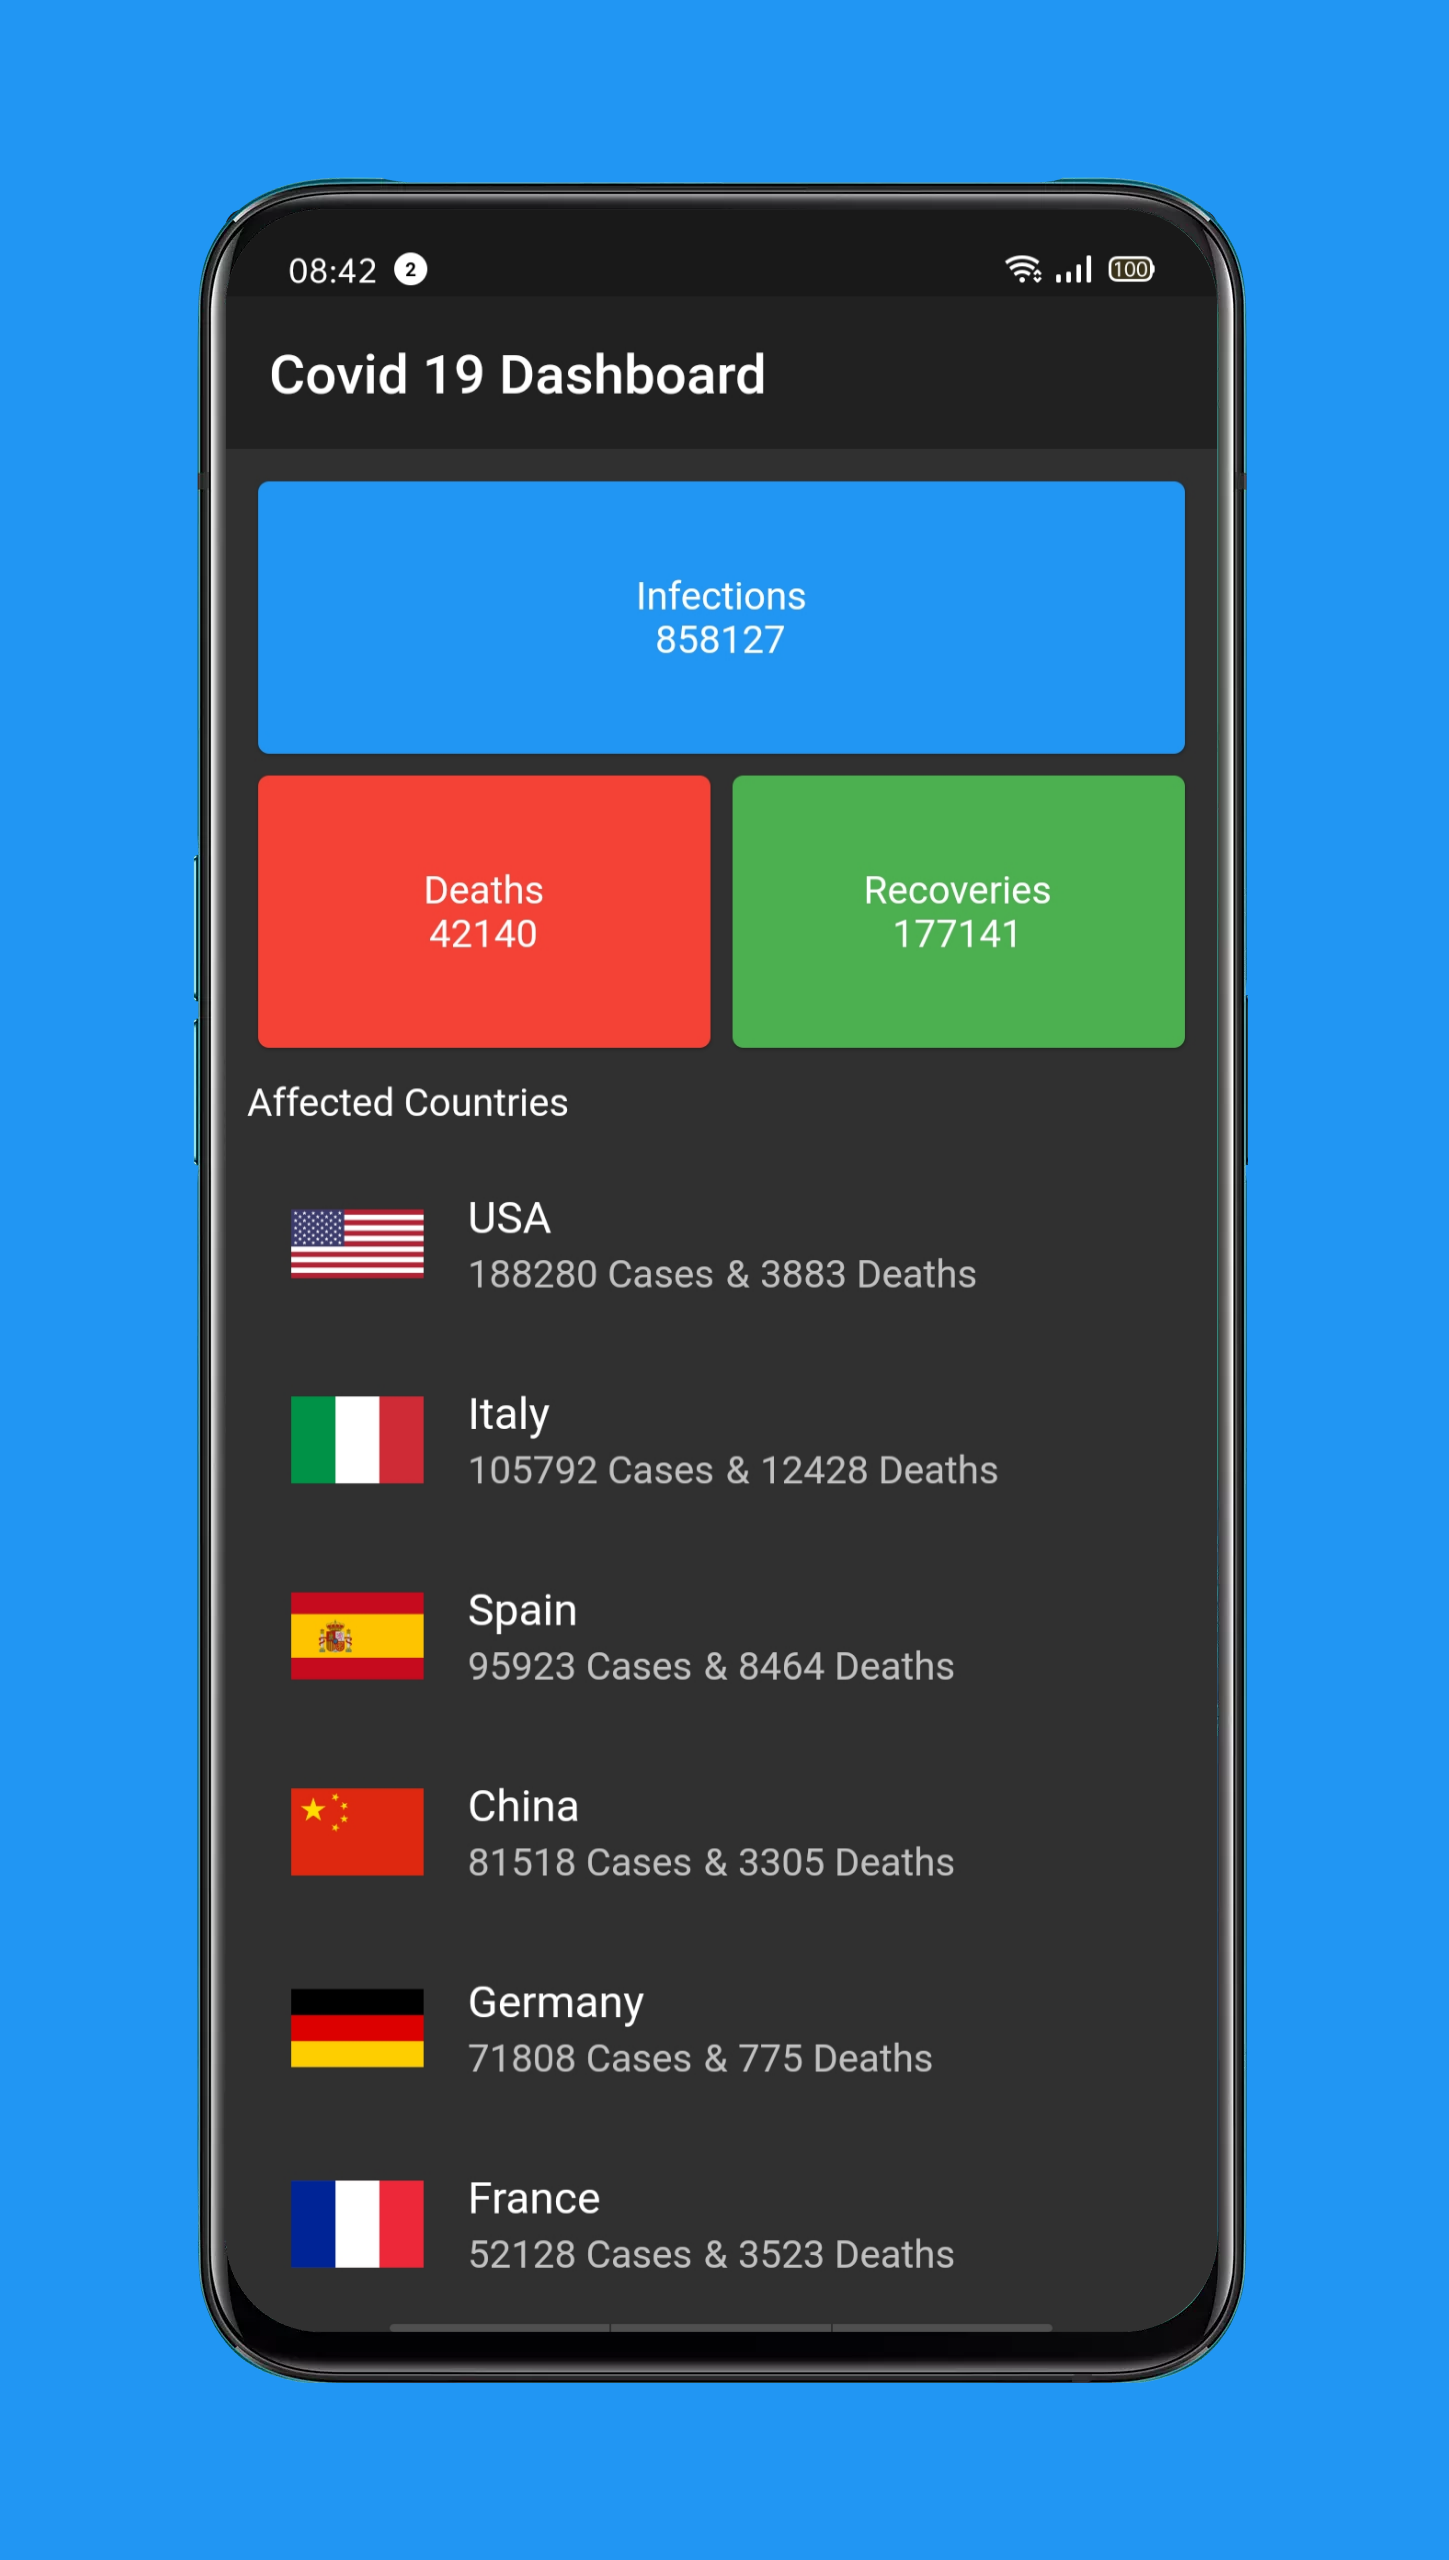 08:42 2 100
Covid 19 Dashboard
Infections
858127
Deaths
42140
Recoveries
177141
Affected Countries
USA
188280 Cases & 3883 Deaths
Italy
105792 Cases & 12428 Deaths
Spain
95923 Cases & 8464 Deaths
China
81518 Cases & 3305 Deaths
Germany
71808 Cases & 775 Deaths
France
52128 Cases & 3523 Deaths